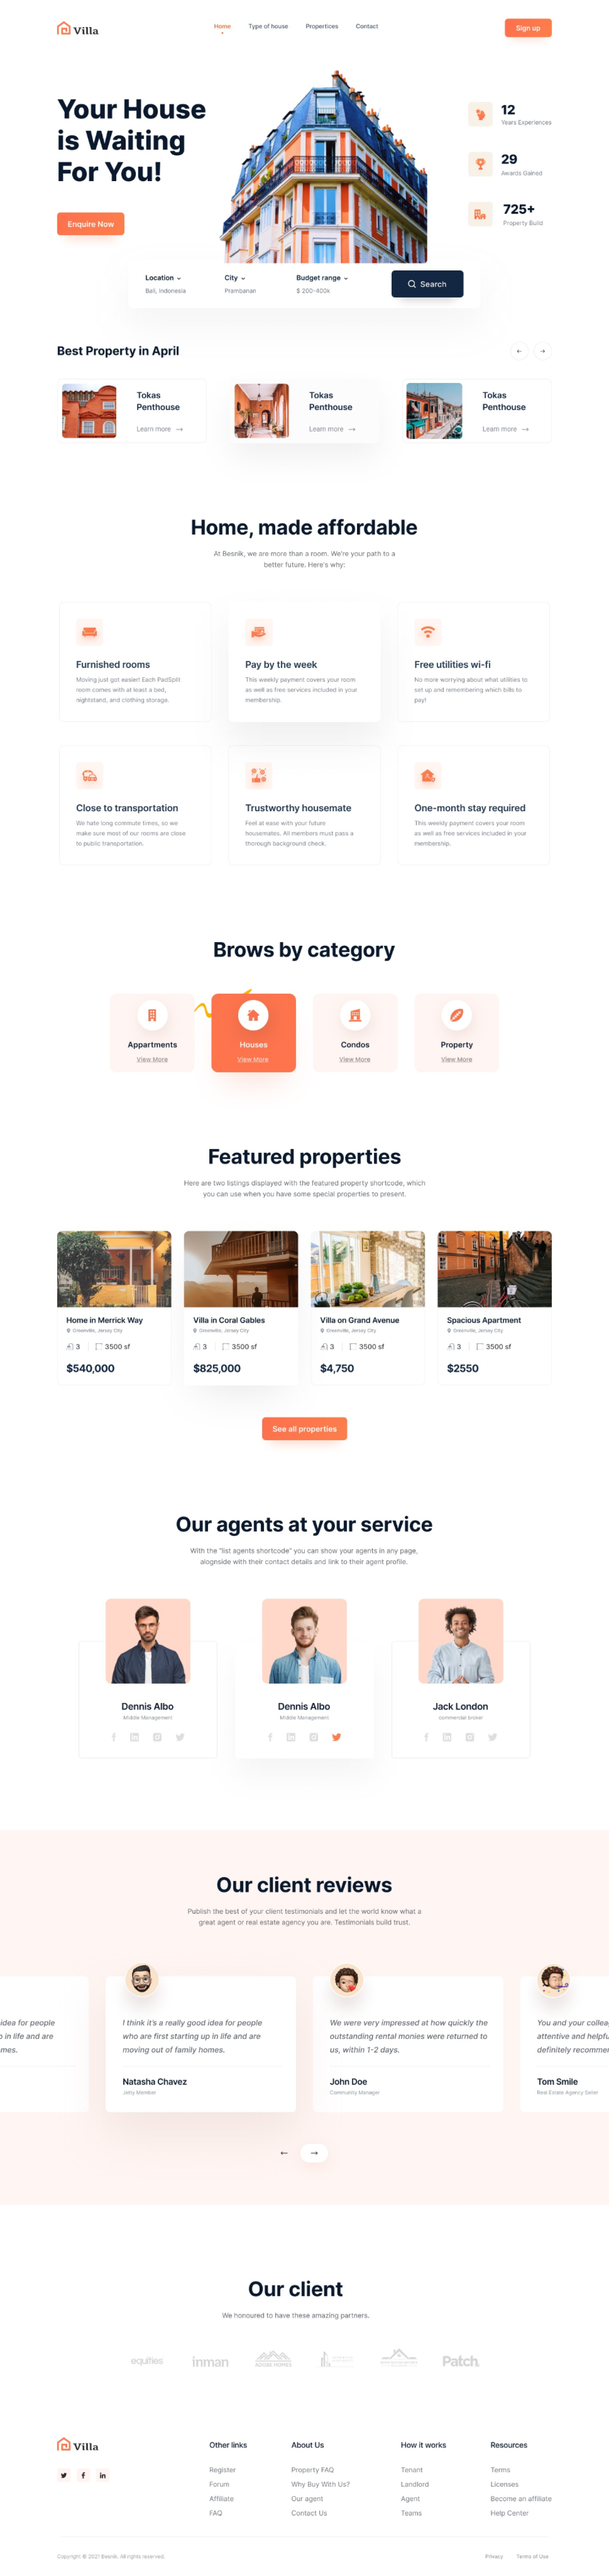 Villa
Home
Type of house
Propertices
Contact
Sign up
Your House
is Waiting
For You!
Enquire Now
12
Years Experiences
29
Awards Gained
725+
Property Build
Location
Bali, Indonesia
City
Prambanan
Budget range
$ 200-400k
Search
Best Property in April
Tokas
Penthouse
Learn more
Tokas
Penthouse
Learn more
Tokas
Penthouse
Learn more
Home, made affordable
At Besnik, we are more than a room. We're your path to a
better future. Here's why:
Furnished rooms
Moving just got easier! Each PadSplit
room comes with at least a bed,
nightstand, and clothing storage.
Pay by the week
This weekly payment covers your room
as well as free services included in your
membership.
Free utilities wi-fi
No more worrying about what utilities to
set up and remembering which bills to
pay!
Close to transportation
We hate long commute times, so we
make sure most of our rooms are close
to public transportation.
Trustworthy housemate
Feel at ease with your future
housemates. All members must pass a
thorough background check.
One-month stay required
This weekly payment covers your room
as well as free services included in your
membership.
Brows by category
Appartments
View More
Houses
View More
Condos
View More
Property
View More
Featured properties
Here are two listings displayed with the featured property shortcode, which
you can use when you have some special properties to present.
Home in Merrick Way
Greenville, Jersey City
3
3500 sf
$540,000
Villa in Coral Gables
Greenville, Jersey City
3
3500 sf
$825,000
Villa on Grand Avenue
Greenville, Jersey City
3
3500 sf
$4,750
Spacious Apartment
Greenville, Jersey City
3
3500 sf
$2550
See all properties
Our agents at your service
With the "list agents shortcode" you can show your agents in any page,
alognside with their contact details and link to their agent profile.
Dennis Albo
Middle Management
Dennis Albo
Middle Management
Jack London
commercial broker
Our client reviews
Publish the best of your client testimonials and let the world know what a
great agent or real estate agency you are. Testimonials build trust.
idea for people
in life and are
mes.
I think it's a really good idea for people
who are first starting up in life and are
moving out of family homes.
Natasha Chavez
Jetty Member
We were very impressed at how quickly the
outstanding rental monies were returned to
us, within 1-2 days.
John Doe
Community Manager
You and your collea
attentive and helpfu
definitely recommen
Tom Smile
Real Estate Agency
Our client
We honoured to have these amazing partners.
equities
inman
Patch
Villa
Other links
Register
Forum
Affiliate
FAQ
About Us
Property FAQ
Why Buy With Us?
Our agent
Contact Us
How it works
Tenant
Landlord
Agent
Teams
Resources
Terms
Licenses
Become an affiliate
Help Center
Copyright © 2021 Besnik. All rights reserved.
Privacy
Terms of Use